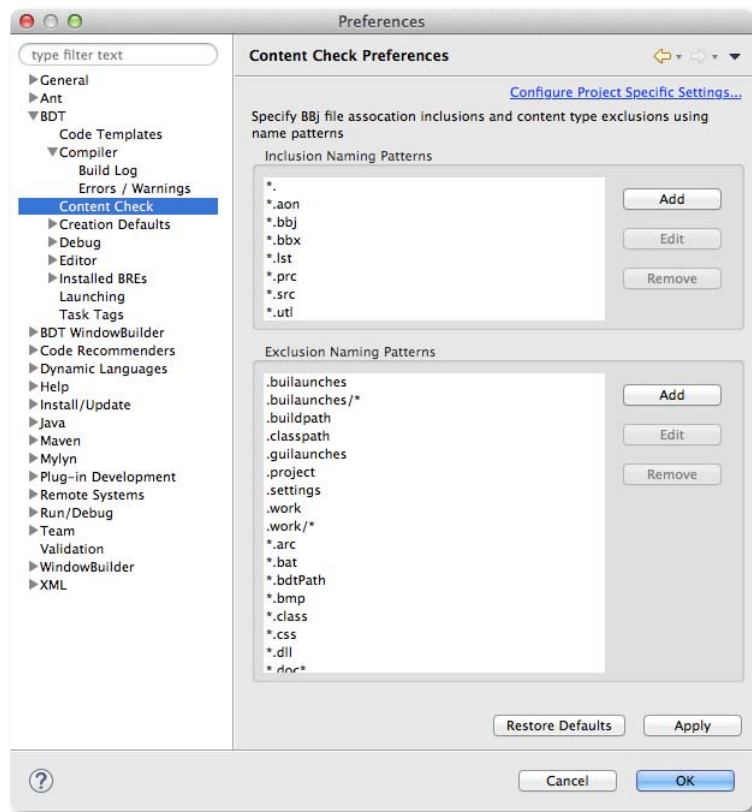 Preferences
type filter text
General
Ant
BDT
Code Templates
Compiler
Build Log
Errors / Warnings
Content Check
Creation Defaults
Debug
Editor
Installed BREs
Launching
Task Tags
BDT WindowBuilder
Code Recommenders
Dynamic Languages
Help
Install/Update
Java
Maven
Mylyn
Plug-in Development
Remote Systems
Run/Debug
Team
Validation
WindowBuilder
XML
Content Check Preferences
Configure Project Specific Settings...
Specify BBj file assocation inclusions and content type exclusions using
name patterns
Inclusion Naming Patterns
*.
*.aon
*.bbj
*.bbx
*.lst
*.prc
*.src
*.utl
Add
Edit
Remove
Exclusion Naming Patterns
.builaunches
.builaunches/*
.buildpath
.classpath
.guilaunches
.project
.settings
.work
.work/*
*.arc
*.bat
*.bdtPath
*.bmp
*.class
*.css
*.dll
*.doc*
Add
Edit
Remove
Restore Defaults
Apply
?
Cancel
OK